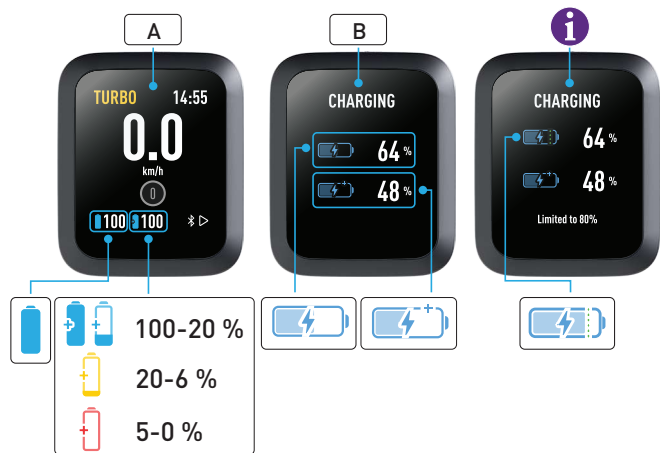 A
B
i
TURBO 14:55
0.0
km/h
0
100 100
CHARGING
64 %
48 %
CHARGING
64 %
48 %
Limited to 80%
100-20 %
20-6 %
5-0 %